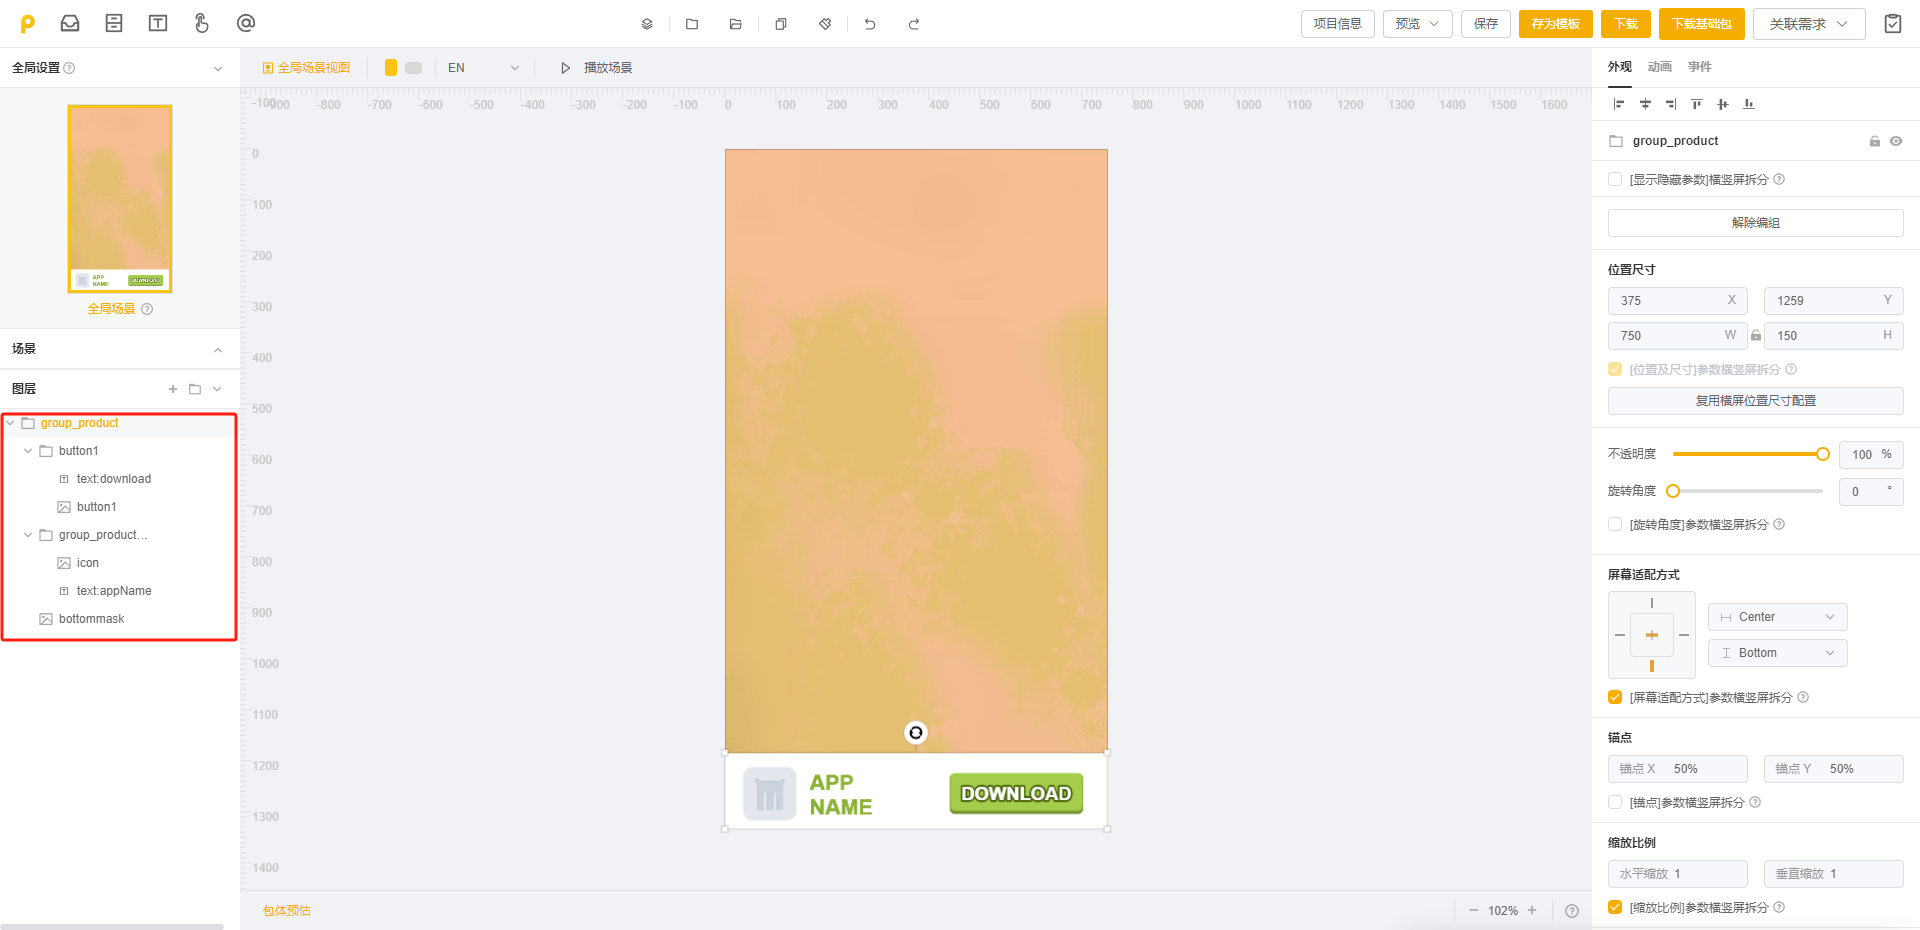 项目信息
预览
保存
存为模板
下载
下载基础包
关联需求
全局设置
全局场景视图
EN
播放场景
外观 动画 事件
-100 -900 -800 -700 -600 -500 -400 -300 -200 -100 0 100 200 300 400 500 600 700 800 900 1000 1100 1200 1300 1400 1500 1600
0
100
200
300
400
500
600
700
800
900
1000
1100
1200
1300
1400
APP
NAME
DOWNLOAD
全局场景
场景
图层
group_product
button1
text:download
button1
group_product...
icon
text:appName
bottommask
APP
NAME
DOWNLOAD
包体预估
102%
group_product
[显示隐藏参数]横竖屏拆分
解除编组
位置尺寸
375 X 1259 Y
750 W 150 H
[位置及尺寸]参数横竖屏拆分
复用横屏位置尺寸配置
不透明度 100 %
旋转角度 0 °
[旋转角度]参数横竖屏拆分
屏幕适配方式
Center
Bottom
[屏幕适配方式]参数横竖屏拆分
锚点
锚点 X 50% 锚点 Y 50%
[锚点]参数横竖屏拆分
缩放比例
水平缩放 1 垂直缩放 1
[缩放比例]参数横竖屏拆分